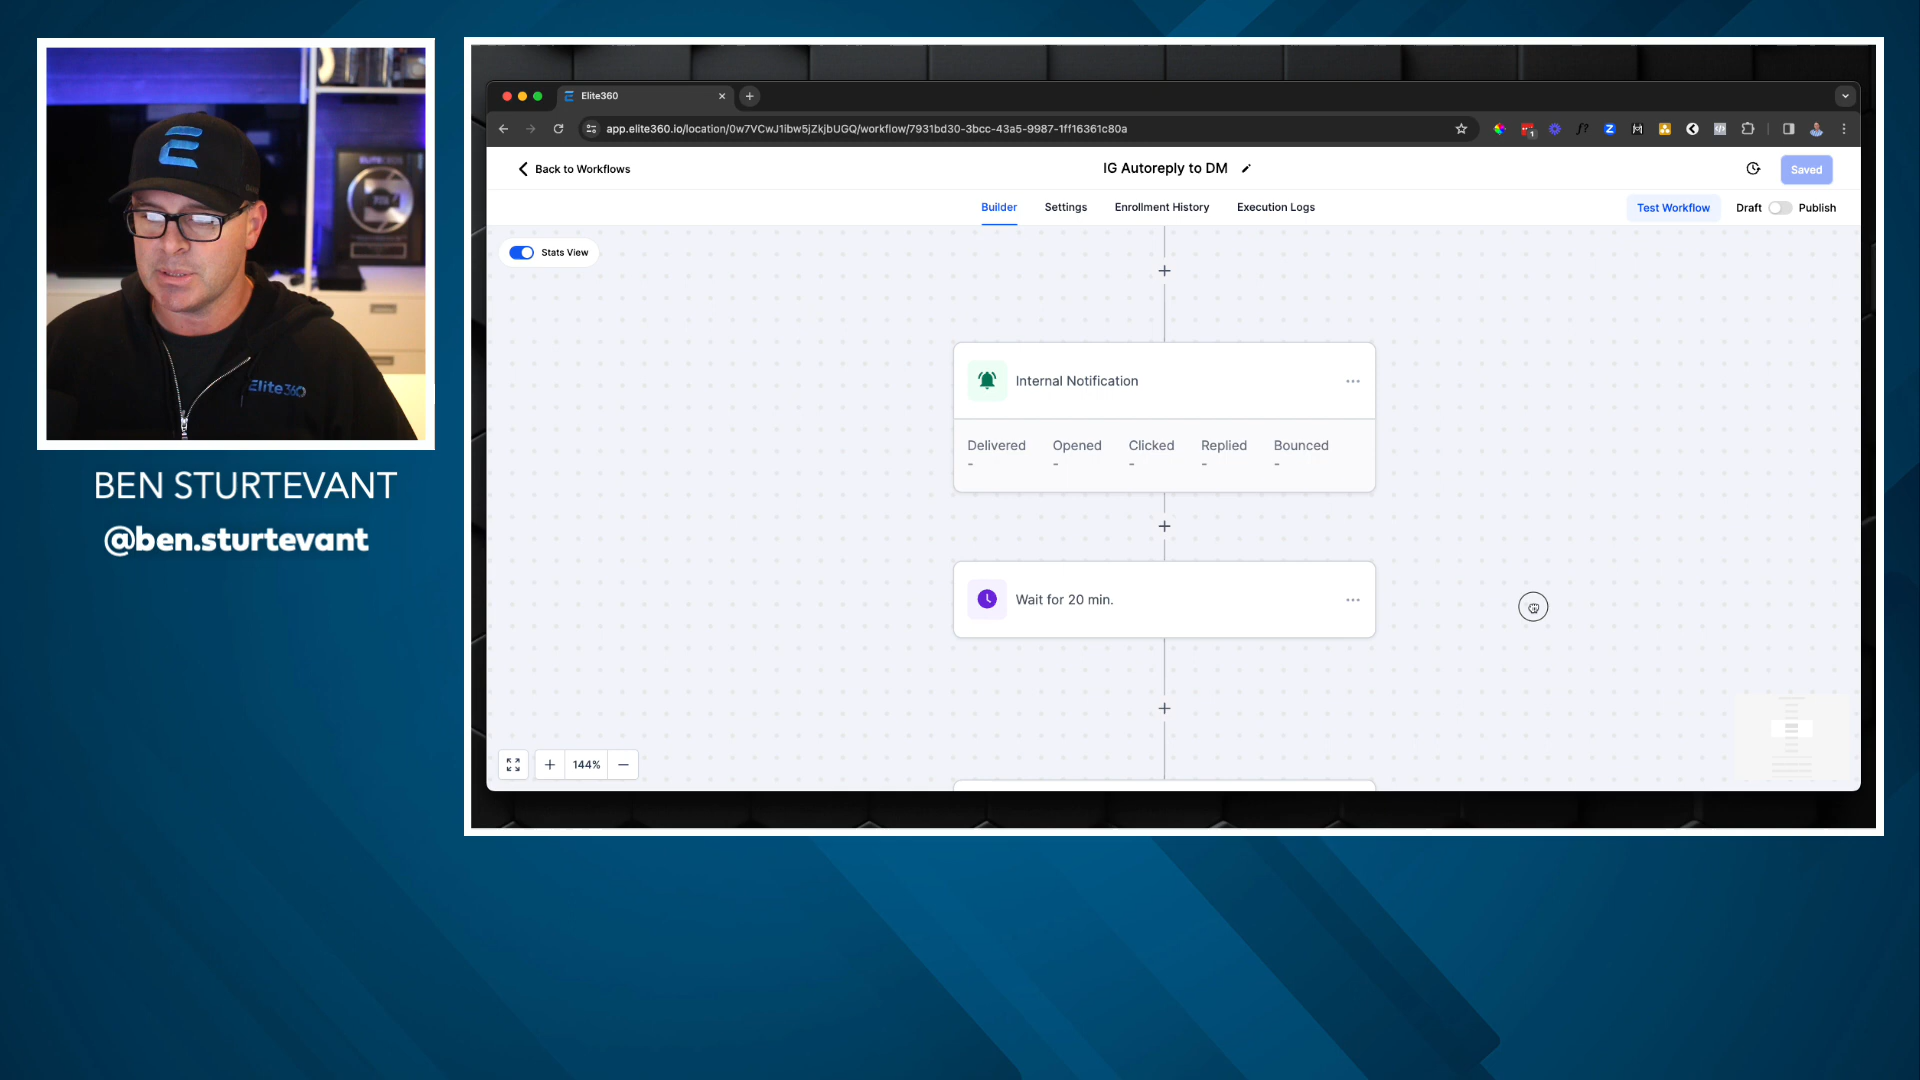 Elite360
BEN STURTEVANT
@ben.sturtevant
Elite360
app.elite360.io/location/0w7VCwJ1ibw5jZkjbUGQ/workflow/7931bd30-3bcc-43a5-9987-1ff16361c80a
Back to Workflows
IG Autoreply to DM
Saved
Builder
Settings
Enrollment History
Execution Logs
Test Workflow
Draft
Publish
Stats View
Internal Notification
Delivered Opened Clicked Replied Bounced
- - - - -
Wait for 20 min.
144%